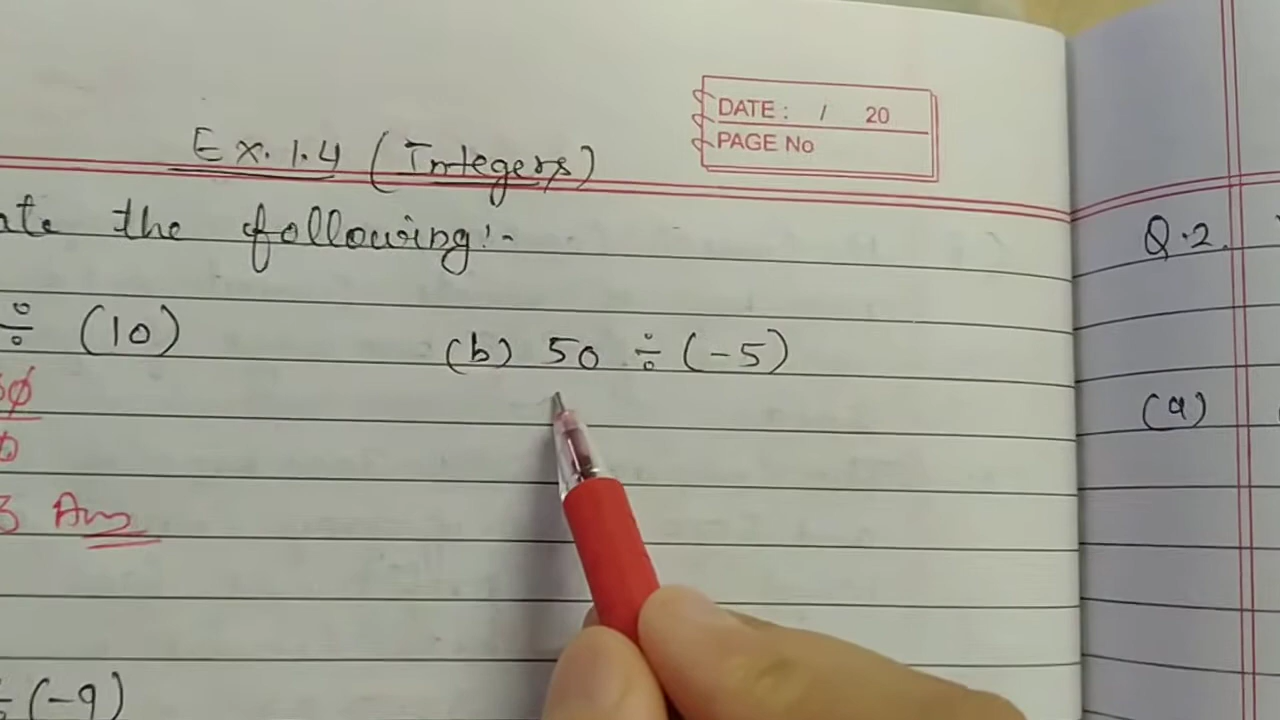 DATE : / 20
PAGE No
Ex. 1.4 (Integers)
the following :-
÷ (10)
(b) 50 ÷ (-5)
Ans
÷ (-9)
Q.2.
(a)